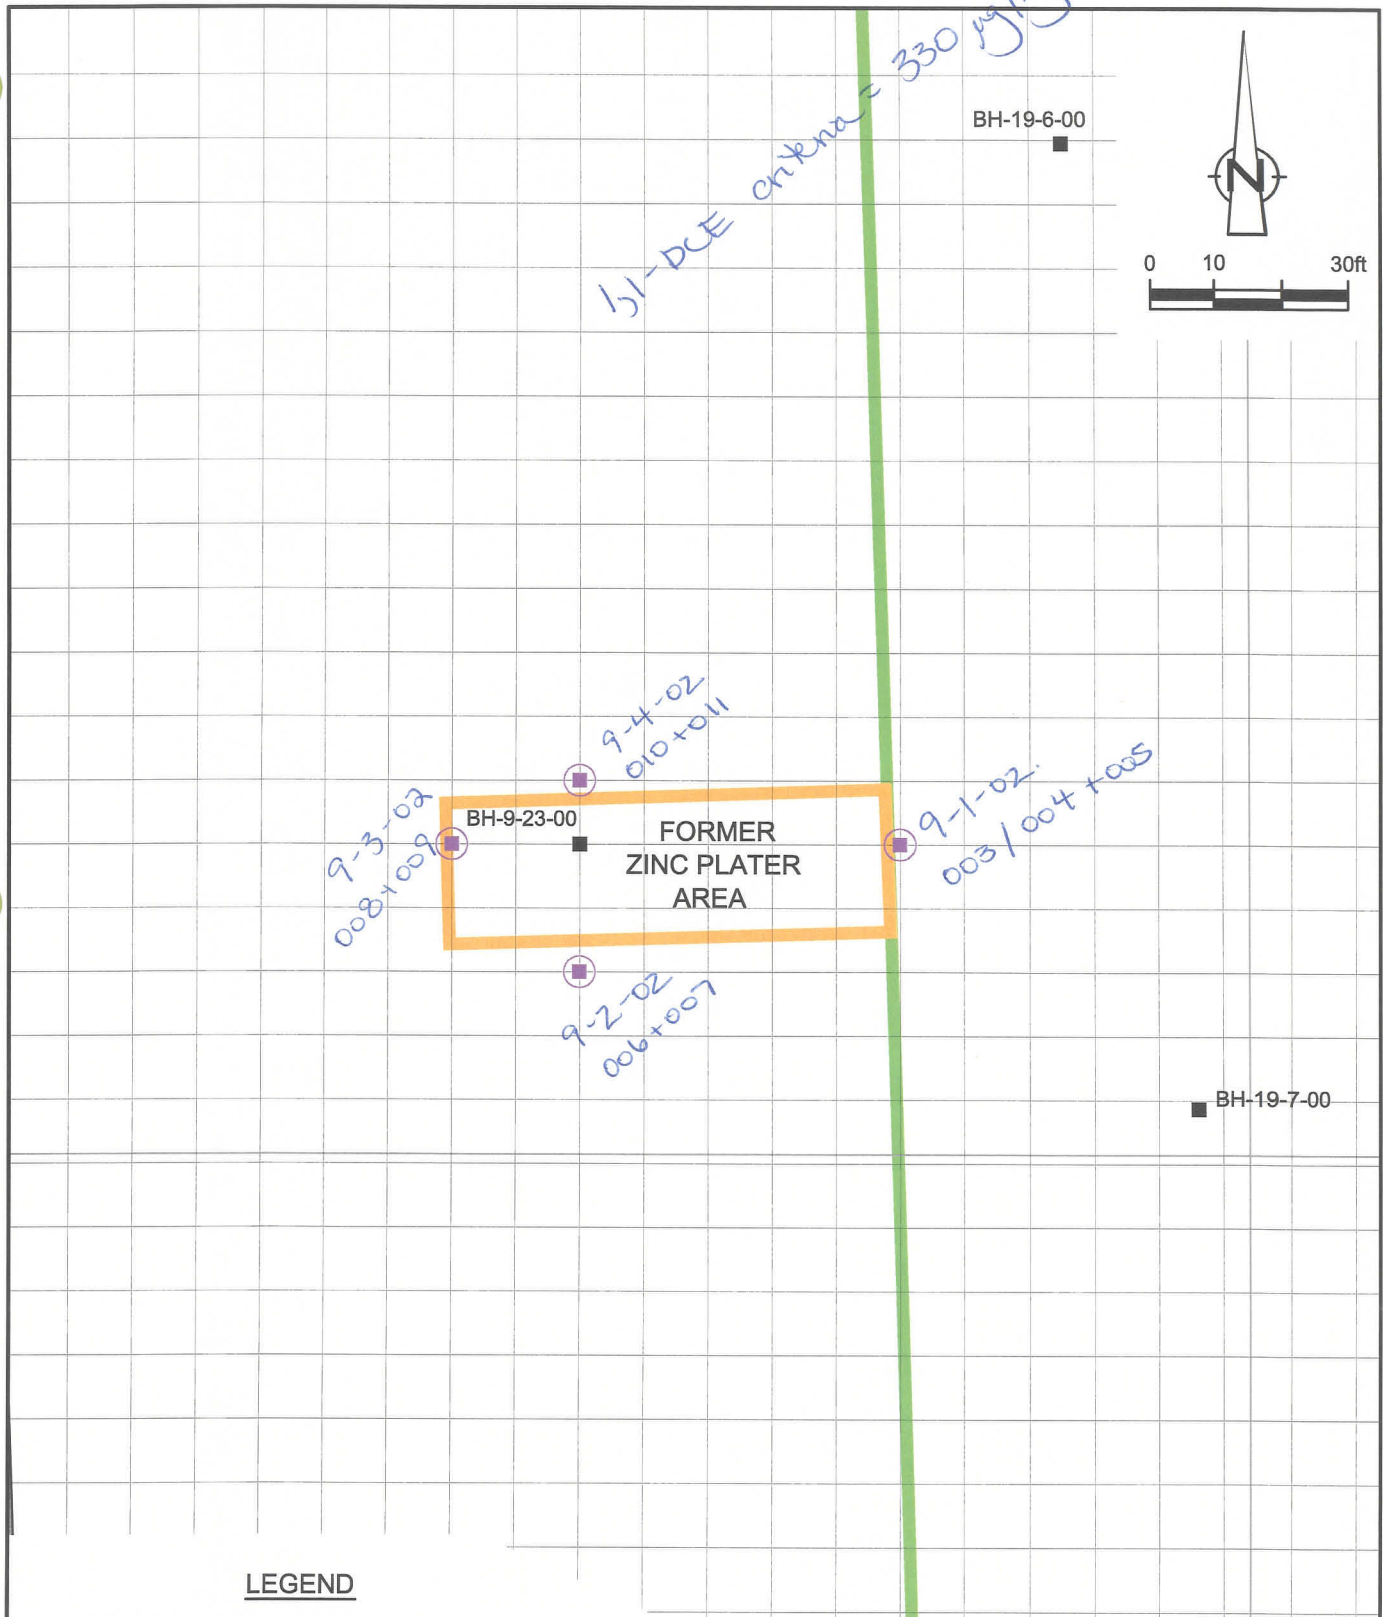 1,1-DCE criteria = 330 µg/kg
BH-19-6-00
N
0 10 30ft
9-4-02
010+011
9-3-02
008+009
BH-9-23-00
FORMER
ZINC PLATER
AREA
9-1-02.
003/004+005
9-2-02
006+007
BH-19-7-00
LEGEND